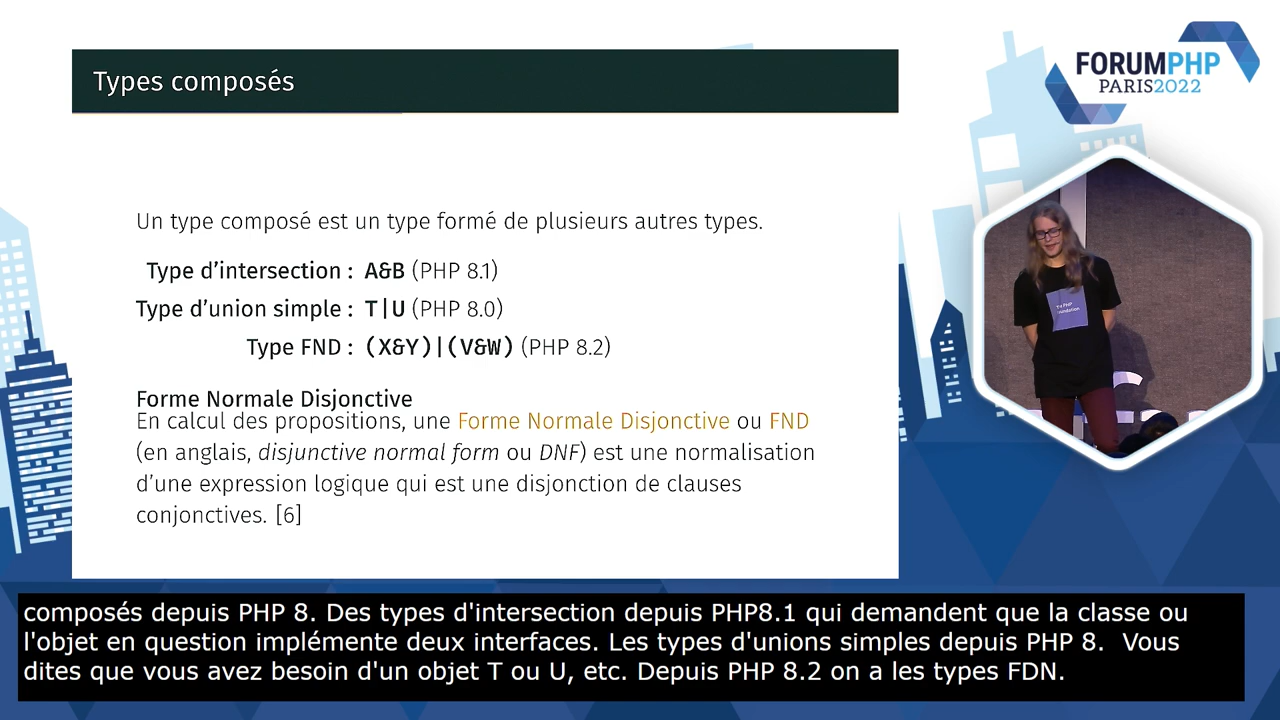 Types composés
FORUMPHP
PARIS2022
Un type composé est un type formé de plusieurs autres types.
Type d'intersection : A&B (PHP 8.1)
Type d'union simple : T|U (PHP 8.0)
Type FND : (X&Y)|(V&W) (PHP 8.2)
Forme Normale Disjonctive
En calcul des propositions, une Forme Normale Disjonctive ou FND
(en anglais, disjunctive normal form ou DNF) est une normalisation
d'une expression logique qui est une disjonction de clauses
conjonctives. [6]
composés depuis PHP 8. Des types d'intersection depuis PHP8.1 qui demandent que la classe ou
l'objet en question implémente deux interfaces. Les types d'unions simples depuis PHP 8.  Vous
dites que vous avez besoin d'un objet T ou U, etc. Depuis PHP 8.2 on a les types FDN.